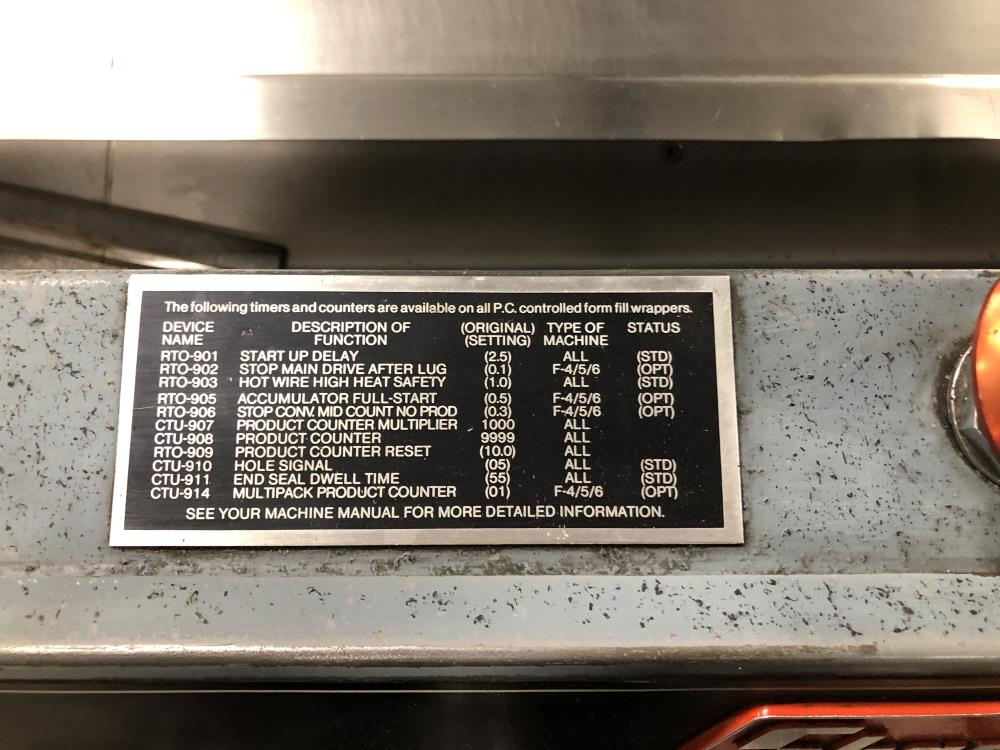 The following timers and counters are available on all P.C. controlled form fill wrappers.
DEVICE NAME DESCRIPTION OF FUNCTION (ORIGINAL) (SETTING) TYPE OF MACHINE STATUS
RTO-901 START UP DELAY (2.5) ALL (STD)
RTO-902 STOP MAIN DRIVE AFTER LUG (0.1) F-4/5/6 (OPT)
RTO-903 HOT WIRE HIGH HEAT SAFETY (1.0) ALL (STD)
RTO-905 ACCUMULATOR FULL-START (0.5) F-4/5/6 (OPT)
RTO-906 STOP CONV. MID COUNT NO PROD (0.3) F-4/5/6 (OPT)
CTU-907 PRODUCT COUNTER MULTIPLIER 1000 ALL
CTU-908 PRODUCT COUNTER 9999 ALL
RTO-909 PRODUCT COUNTER RESET (10.0) ALL
CTU-910 HOLE SIGNAL (05) ALL (STD)
CTU-911 END SEAL DWELL TIME (55) ALL (STD)
CTU-914 MULTIPACK PRODUCT COUNTER (01) F-4/5/6 (OPT)
SEE YOUR MACHINE MANUAL FOR MORE DETAILED INFORMATION.